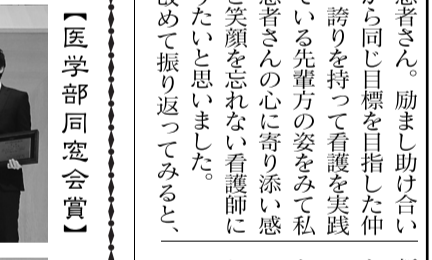 患者さん。励まし助け合い
から同じ目標を目指した仲
誇りを持って看護を実践
ている先輩方の姿をみて私
患者さんの心に寄り添い感
と笑顔を忘れない看護師に
りたいと思いました。
改めて振り返ってみると、
【医学部同窓会賞】